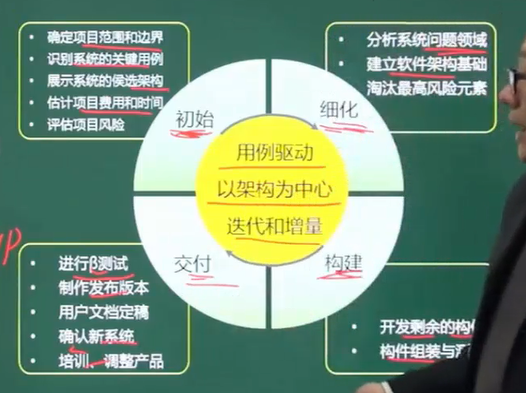 确定项目范围和边界
识别系统的关键用例
展示系统的侯选架构
估计项目费用和时间
评估项目风险
分析系统问题领域
建立软件架构基础
淘汰最高风险元素
初始
细化
用例驱动
以架构为中心
迭代和增量
交付
构建
进行β测试
制作发布版本
用户文档定稿
确认新系统
培训、调整产品
开发剩余的构
构件组装与